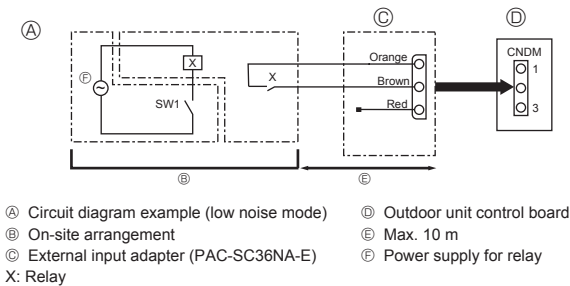 Ⓐ
Ⓒ
Ⓓ
Ⓕ
X
SW1
X
Orange
Brown
Red
CNDM
1
3
Ⓑ
Ⓔ
Ⓐ Circuit diagram example (low noise mode)
Ⓑ On-site arrangement
Ⓒ External input adapter (PAC-SC36NA-E)
X: Relay
Ⓓ Outdoor unit control board
Ⓔ Max. 10 m
Ⓕ Power supply for relay